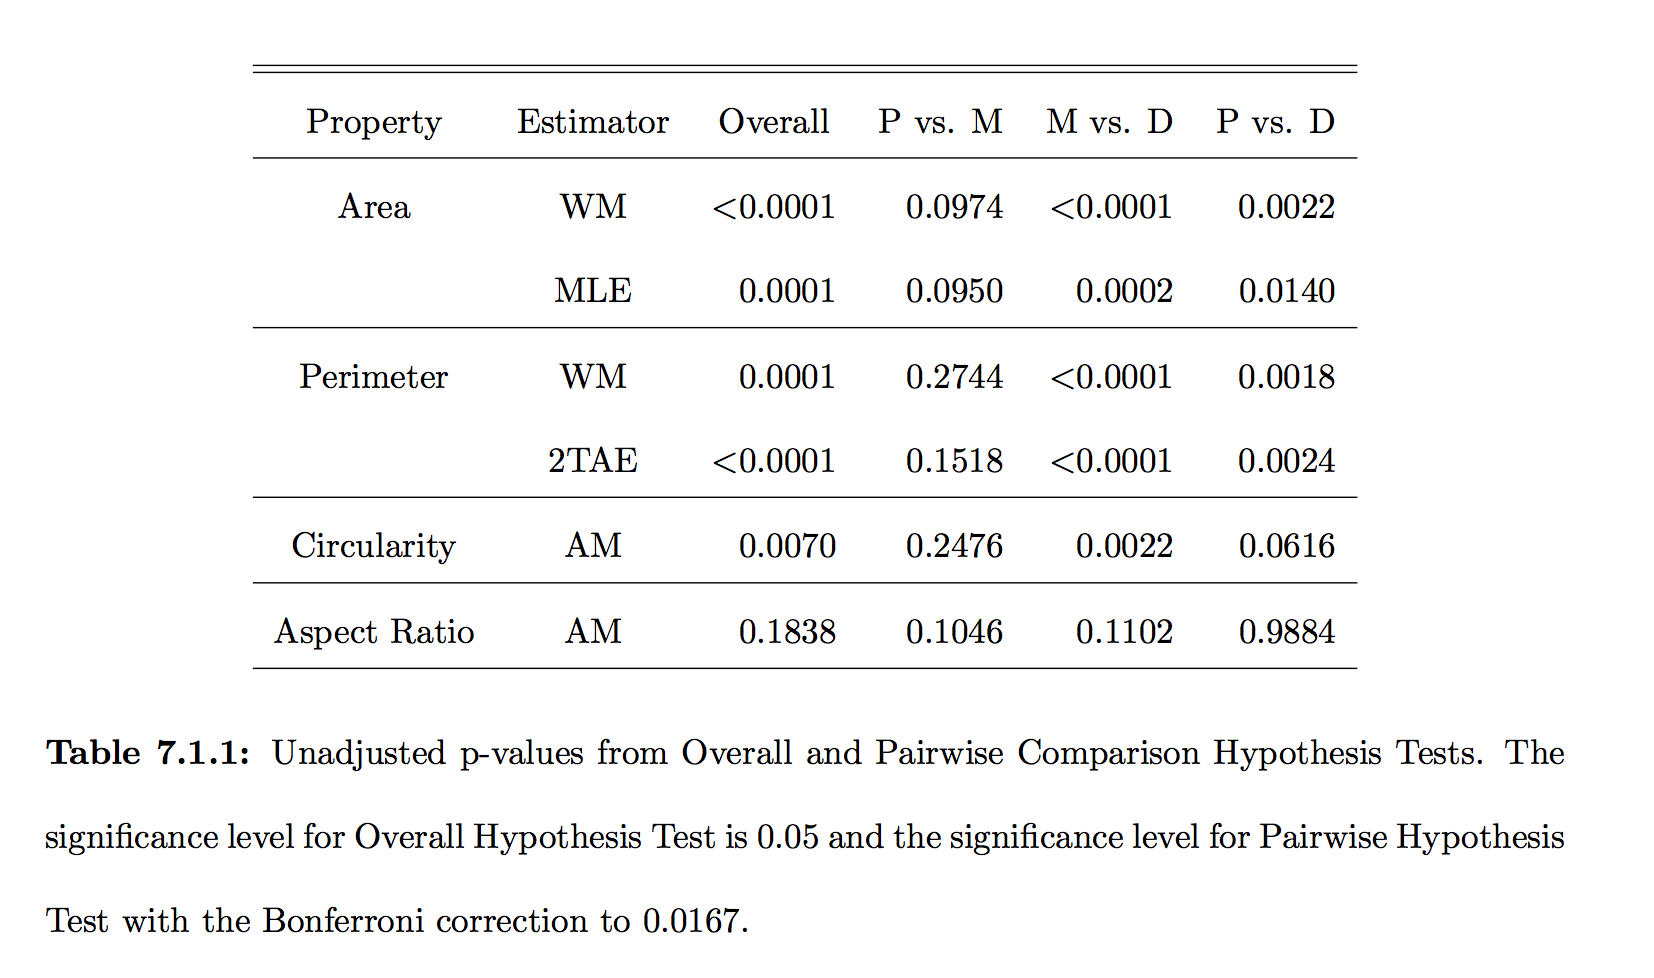 Property Estimator Overall P vs. M M vs. D P vs. D
Area WM <0.0001 0.0974 <0.0001 0.0022
MLE 0.0001 0.0950 0.0002 0.0140
Perimeter WM 0.0001 0.2744 <0.0001 0.0018
2TAE <0.0001 0.1518 <0.0001 0.0024
Circularity AM 0.0070 0.2476 0.0022 0.0616
Aspect Ratio AM 0.1838 0.1046 0.1102 0.9884
Table 7.1.1: Unadjusted p-values from Overall and Pairwise Comparison Hypothesis Tests. The
significance level for Overall Hypothesis Test is 0.05 and the significance level for Pairwise Hypothesis
Test with the Bonferroni correction to 0.0167.